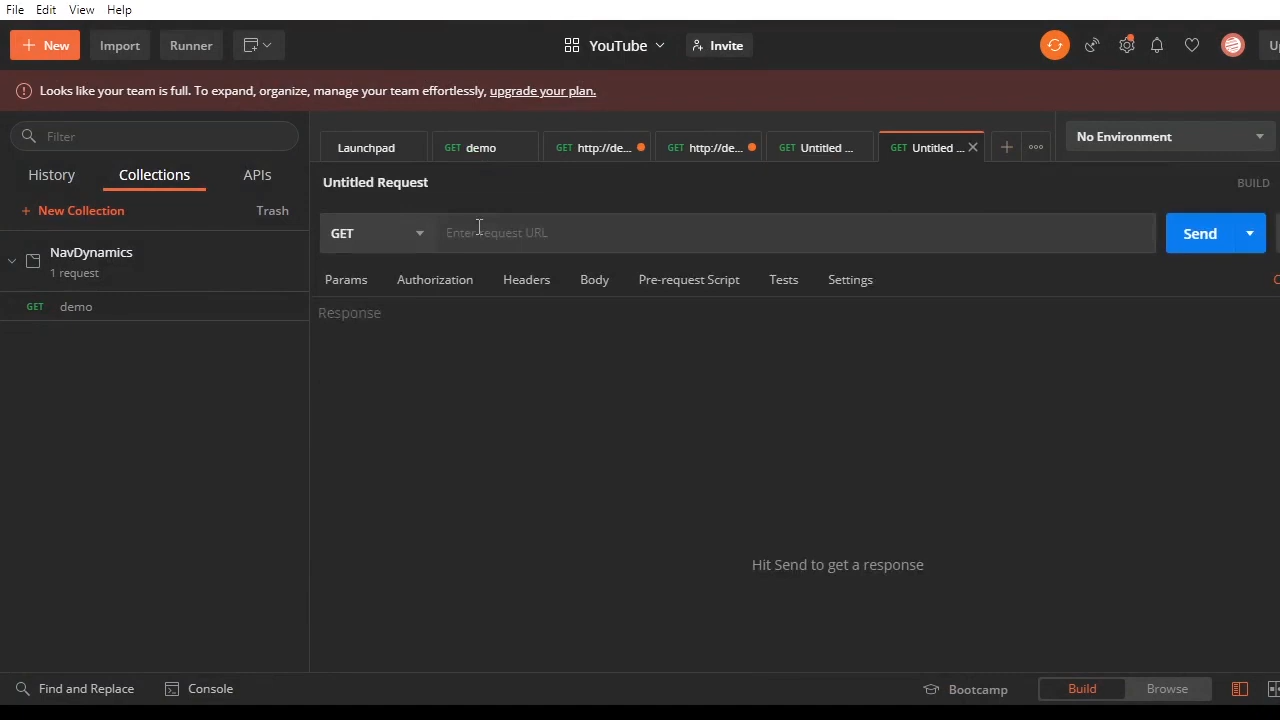 File Edit View Help
+ New Import Runner YouTube Invite Up
Looks like your team is full. To expand, organize, manage your team effortlessly, upgrade your plan.
Filter
Launchpad GET demo GET http://de... GET http://de... GET Untitled ... GET Untitled ... No Environment
History Collections APIs
Untitled Request BUILD
+ New Collection Trash
GET Enter request URL Send
NavDynamics
1 request
Params Authorization Headers Body Pre-request Script Tests Settings C
GET demo
Response
Hit Send to get a response
Find and Replace Console Bootcamp Build Browse